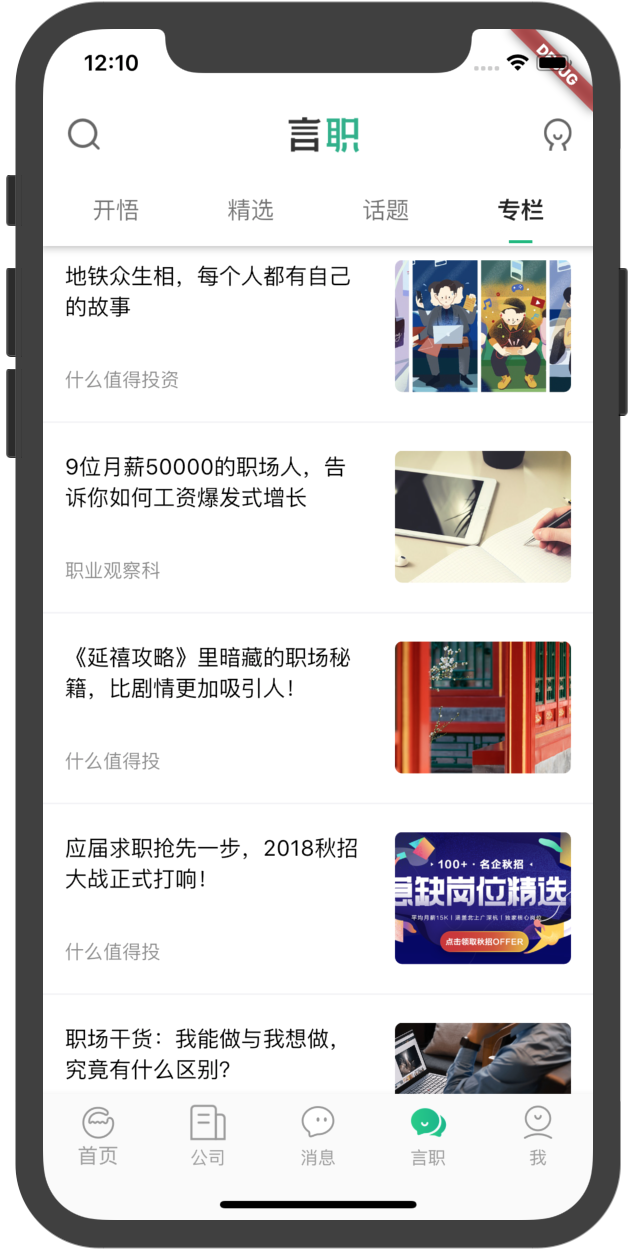 12:10
DEBUG
言职
开悟
精选
话题
专栏
地铁众生相，每个人都有自己
的故事
什么值得投资
9位月薪50000的职场人，告
诉你如何工资爆发式增长
职业观察科
《延禧攻略》里暗藏的职场秘
籍，比剧情更加吸引人！
什么值得投
应届求职抢先一步，2018秋招
大战正式打响！
什么值得投
100+·名企秋招
急缺岗位精选
平均月薪15K | 涵盖北上广深杭 | 独家核心岗位
点击领取秋招OFFER
职场干货：我能做与我想做，
究竟有什么区别？
首页
公司
消息
言职
我